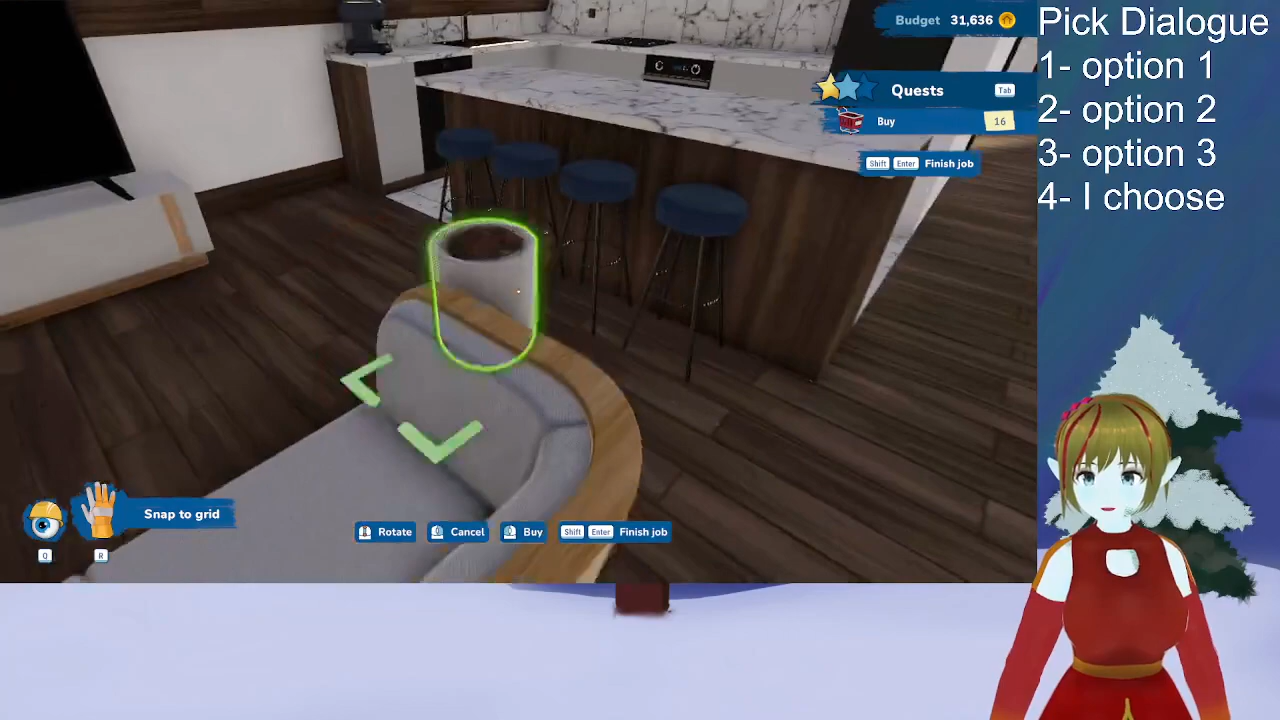 Budget 31,636
Quests Tab
Buy 16
Shift Enter Finish job
Pick Dialogue
1- option 1
2- option 2
3- option 3
4- I choose
Snap to grid
Q R
Rotate Cancel Buy Shift Enter Finish job